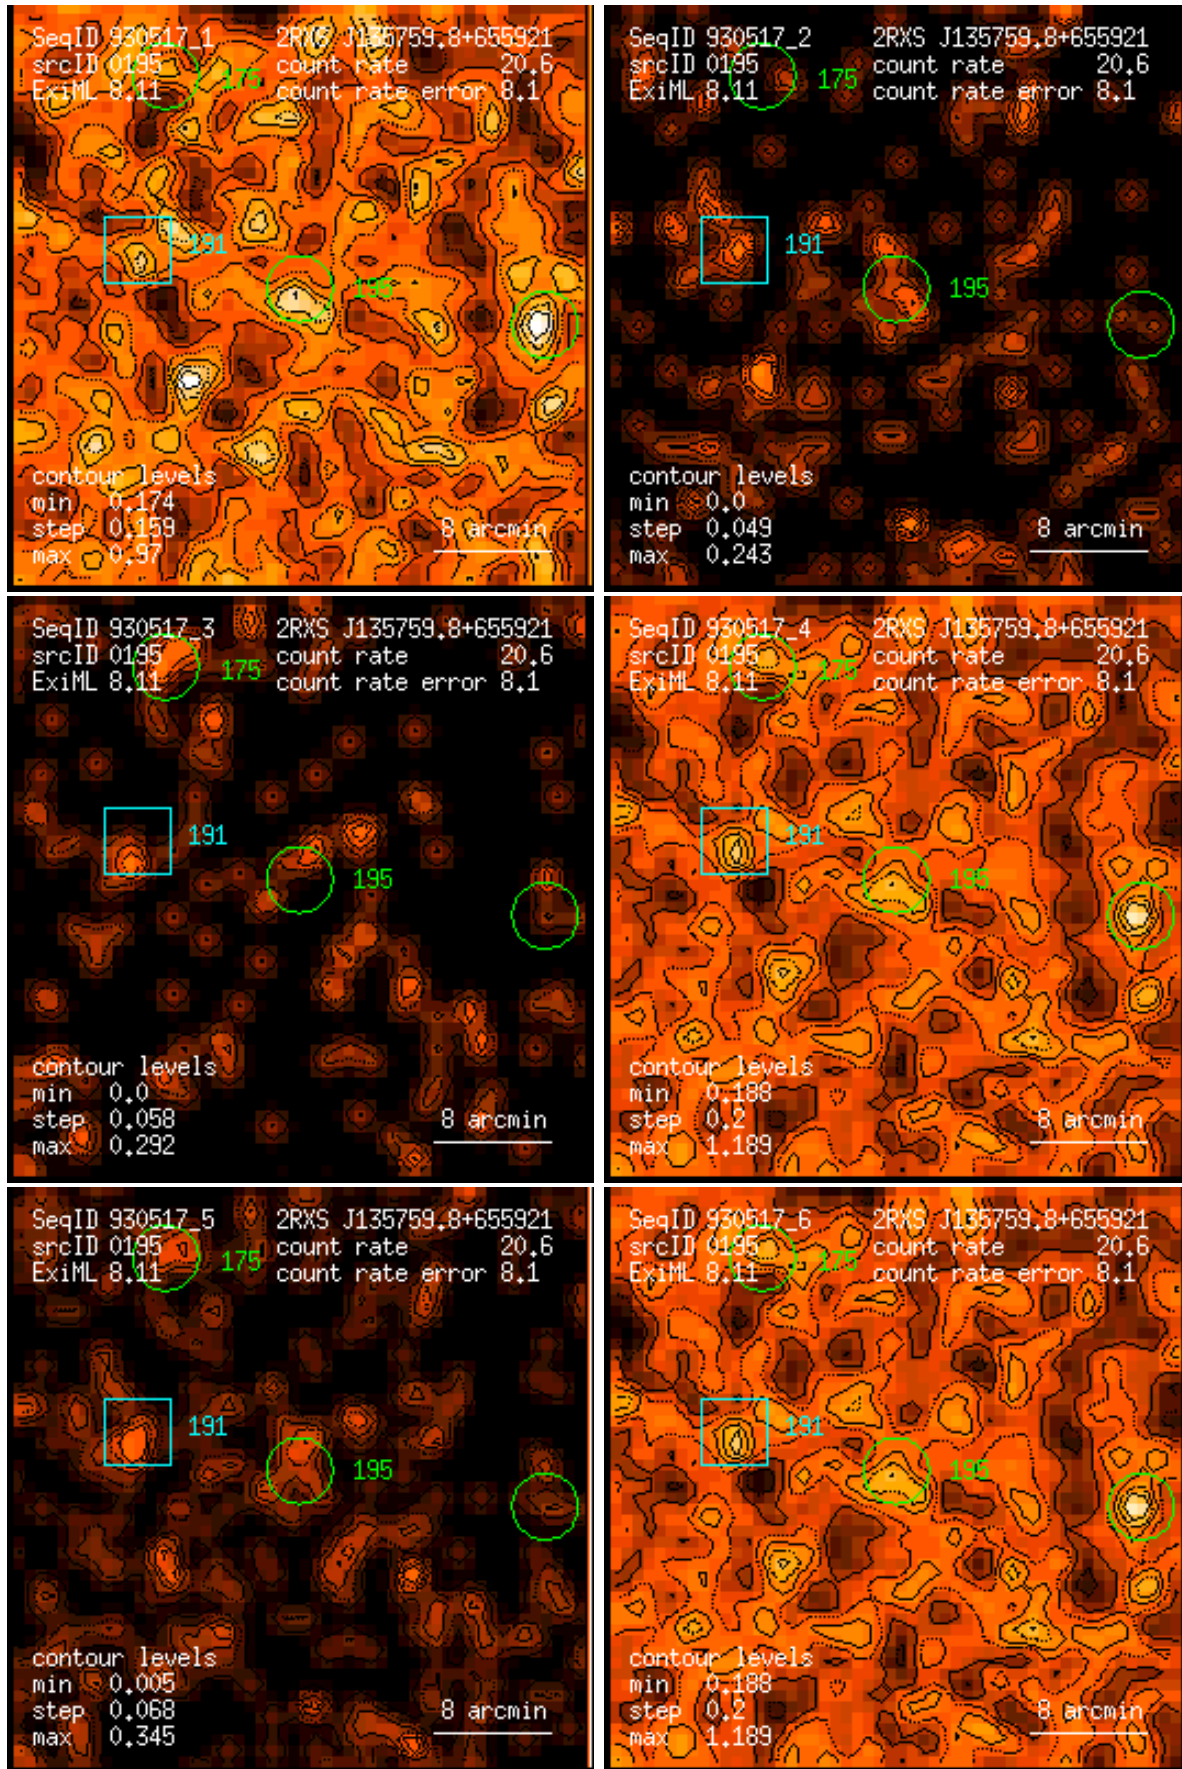 SeqID 930517_1 2RXS J135759.8+655921
srcID 0195 count rate 20.6
ExiML 8.11 count rate error 8.1
175
191
195
contour levels
min 0.174
step 0.159
max 0.97
8 arcmin
SeqID 930517_2 2RXS J135759.8+655921
srcID 0195 count rate 20.6
ExiML 8.11 count rate error 8.1
175
191
195
contour levels
min 0.0
step 0.049
max 0.243
8 arcmin
SeqID 930517_3 2RXS J135759.8+655921
srcID 0195 count rate 20.6
ExiML 8.11 count rate error 8.1
175
191
195
contour levels
min 0.0
step 0.058
max 0.292
8 arcmin
SeqID 930517_4 2RXS J135759.8+655921
srcID 0195 count rate 20.6
ExiML 8.11 count rate error 8.1
175
191
195
contour levels
min 0.188
step 0.2
max 1.189
8 arcmin
SeqID 930517_5 2RXS J135759.8+655921
srcID 0195 count rate 20.6
ExiML 8.11 count rate error 8.1
175
191
195
contour levels
min 0.005
step 0.068
max 0.345
8 arcmin
SeqID 930517_6 2RXS J135759.8+655921
srcID 0195 count rate 20.6
ExiML 8.11 count rate error 8.1
175
191
195
contour levels
min 0.188
step 0.2
max 1.189
8 arcmin